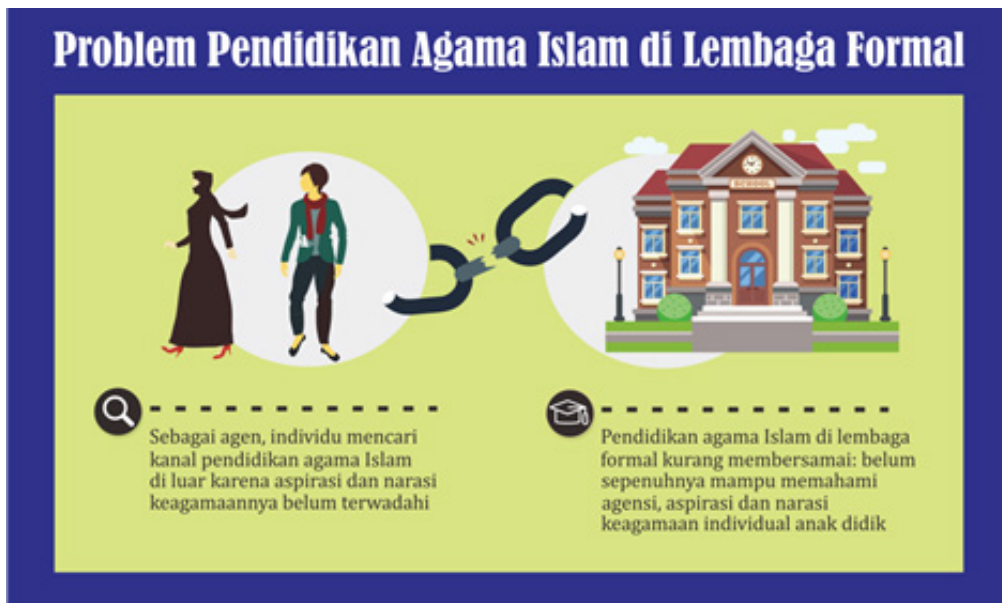 Problem Pendidikan Agama Islam di Lembaga Formal
SCHOOL
Sebagai agen, individu mencari
kanal pendidikan agama Islam
di luar karena aspirasi dan narasi
keagamaannya belum terwadahi
Pendidikan agama Islam di lembaga
formal kurang membersamai: belum
sepenuhnya mampu memahami
agensi, aspirasi dan narasi
keagamaan individual anak didik